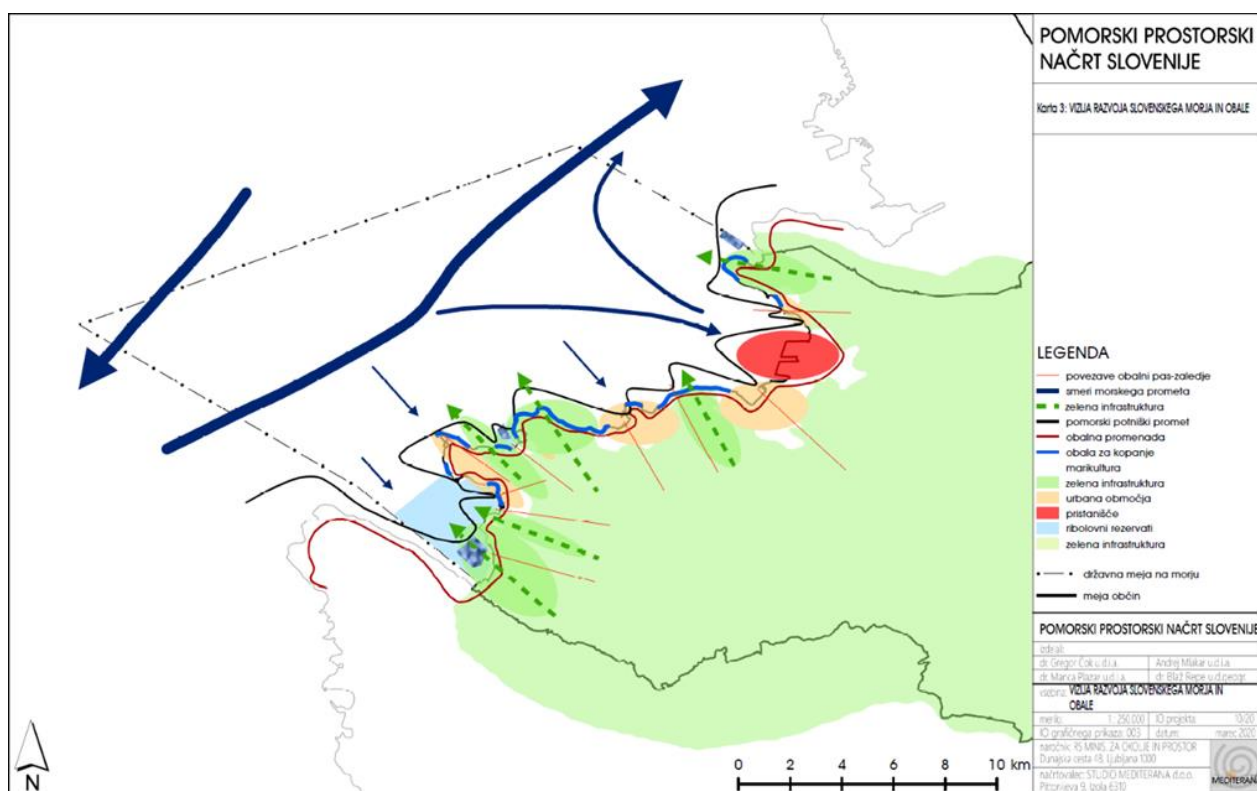 POMORSKI PROSTORSKI
NAČRT SLOVENIJE
Karta 3: VIZIJA RAZVOJA SLOVENSKEGA MORJA IN OBALE
LEGENDA
povezave obalni pas-zaledje
smeri morskega prometa
zelena infrastruktura
pomorski potniški promet
obalna promenada
obala za kopanje
marikultura
zelena infrastruktura
urbana območja
pristanišče
ribolovni rezervati
zelena infrastruktura
državna meja na morju
meja občin
POMORSKI PROSTORSKI NAČRT SLOVENIJE
izdelali:
dr. Gregor Čok u.d.i.a. Andrej Mlakar u.d.i.a.
dr. Manca Plazar u.d.i.a. dr. Blaž Repe u.d.geogr.
vsebina: VIZIJA RAZVOJA SLOVENSKEGA MORJA IN
OBALE
merilo: 1: 250.000 ID projekta: 10/20
ID grafičnega prikaza: 003 datum: marec 2020
naročnik: RS MINIS. ZA OKOLJE IN PROSTOR
Dunajska cesta 48, Ljubljana 1000
načrtovalec: STUDIO MEDITERANA d.o.o.
Pittonijeva 9, Izola 6310
MEDITERAN
N
0 2 4 6 8 10 km